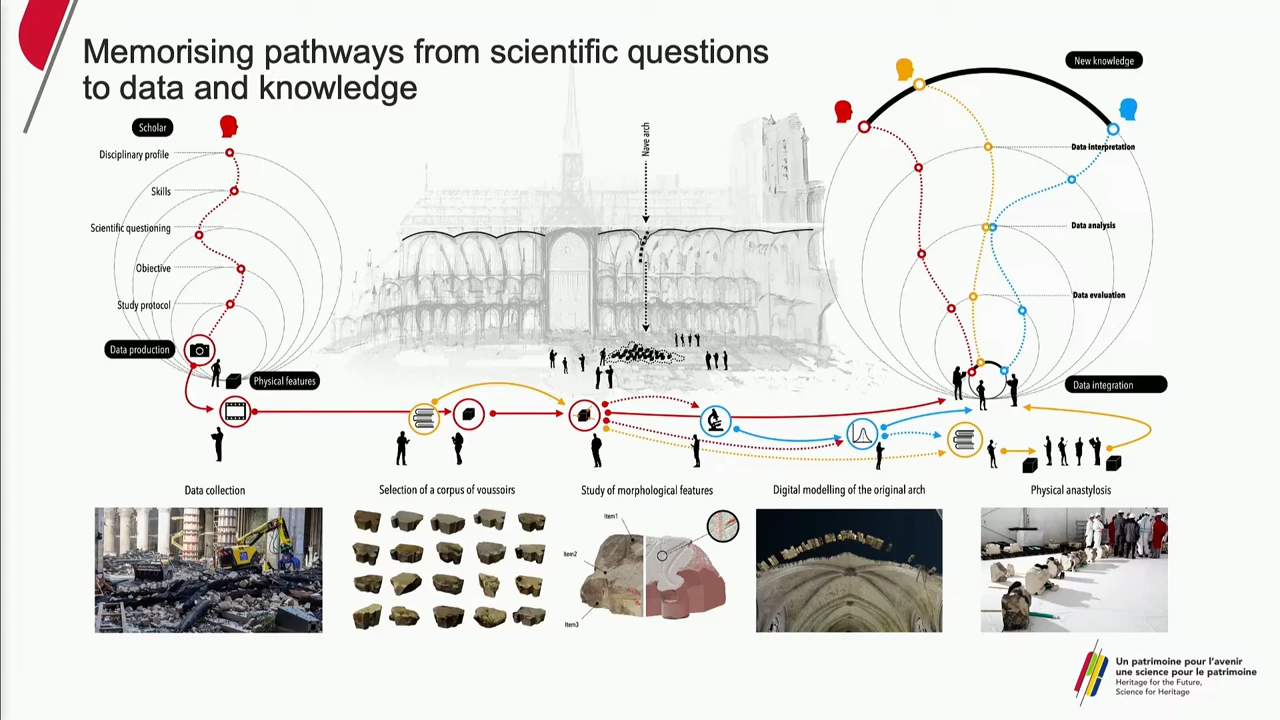 Memorising pathways from scientific questions
to data and knowledge
Scholar
Disciplinary profile
Skills
Scientific questioning
Objective
Study protocol
Data production
Physical features
Nave arch
New knowledge
Data interpretation
Data analysis
Data evaluation
Data integration
Data collection
Selection of a corpus of voussoirs
Study of morphological features
Digital modelling of the original arch
Physical anastylosis
Item1
Item2
Item3
Un patrimoine pour l'avenir
une science pour le patrimoine
Heritage for the Future,
Science for Heritage